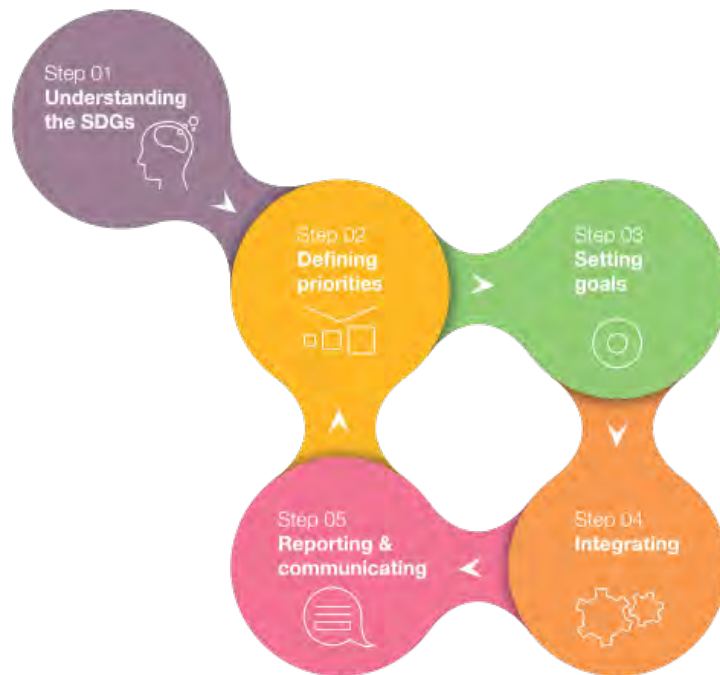 Step 01
Understanding
the SDGs
Step 02
Defining
priorities
Step 03
Setting
goals
Step 04
Integrating
Step 05
Reporting &
communicating